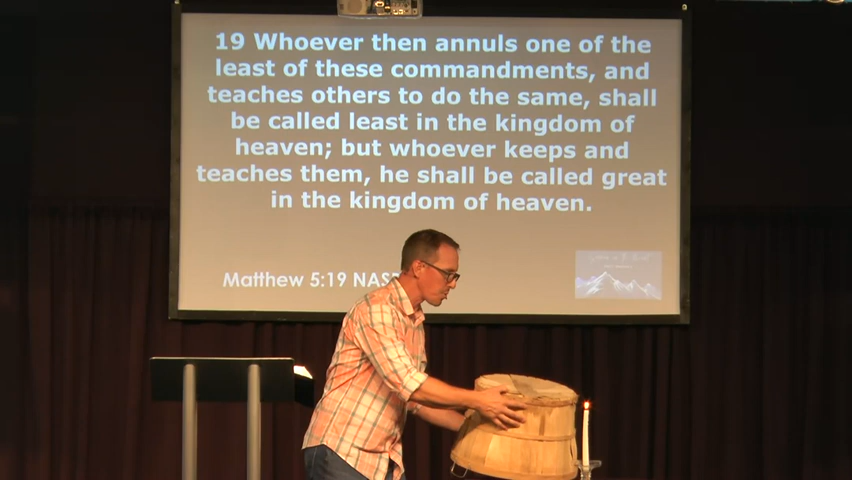 19 Whoever then annuls one of the
least of these commandments, and
teaches others to do the same, shall
be called least in the kingdom of
heaven; but whoever keeps and
teaches them, he shall be called great
in the kingdom of heaven.
Matthew 5:19 NAS